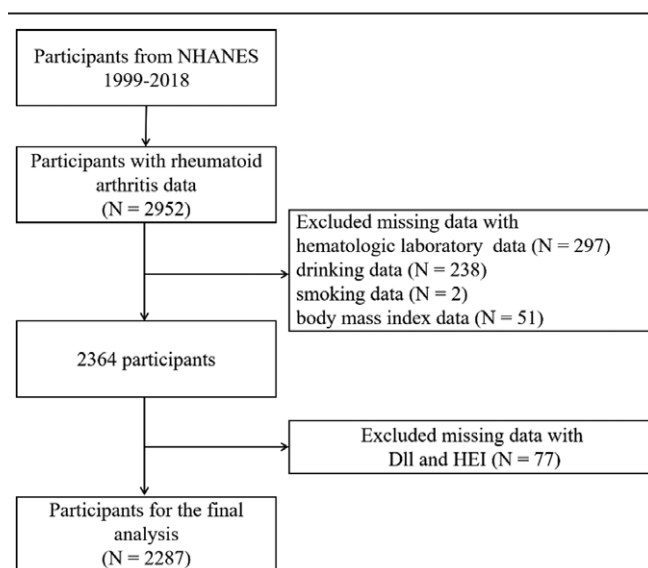 Participants from NHANES
1999-2018
Participants with rheumatoid
arthritis data
(N = 2952)
Excluded missing data with
hematologic laboratory data (N = 297)
drinking data (N = 238)
smoking data (N = 2)
body mass index data (N = 51)
2364 participants
Excluded missing data with
Dll and HEI (N = 77)
Participants for the final
analysis
(N = 2287)